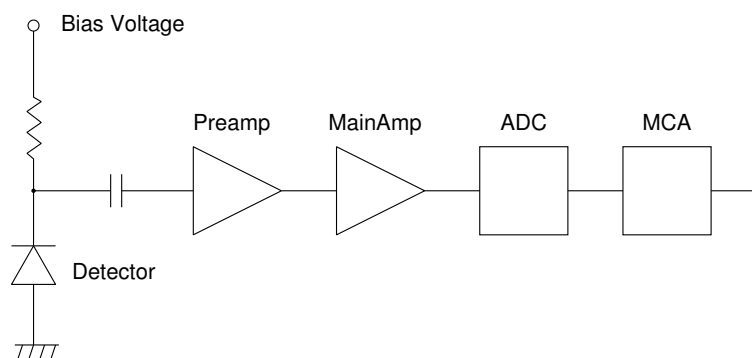 Bias Voltage
Preamp
MainAmp
ADC
MCA
Detector